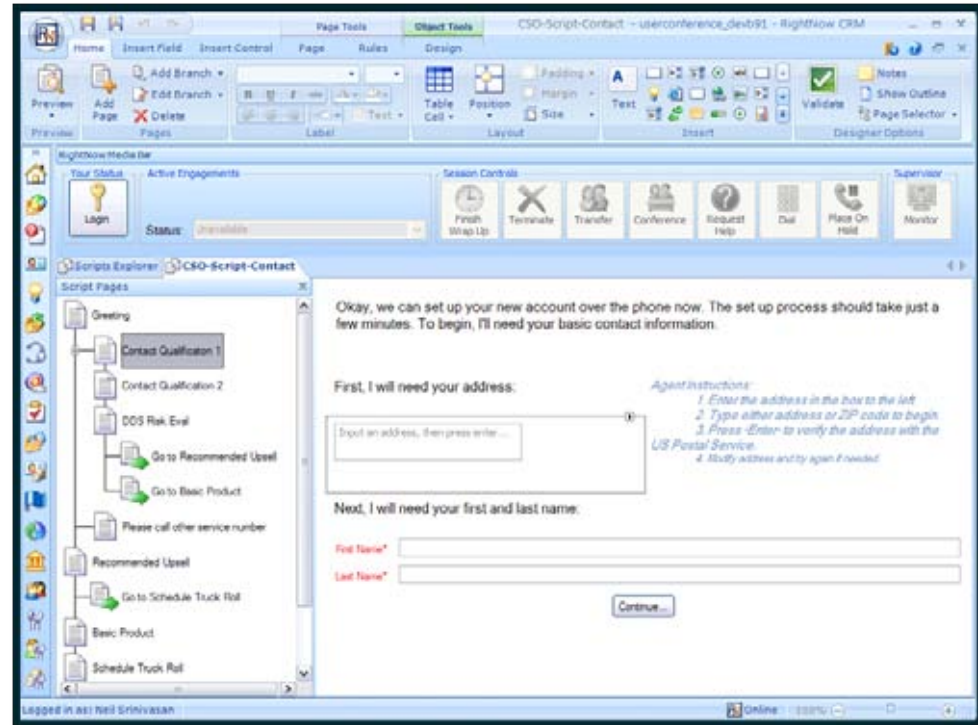 Page Tools
Object Tools
CSO-Script-Contact - userconference_devb91 - RightNow CRM
Home
Insert Field
Insert Control
Page
Rules
Design
Preview
Add Page
Add Branch
Edit Branch
Delete
Text
Table Cell
Position
Padding
Margin
Size
Text
Validate
Notes
Show Outline
Page Selector
Preview
Pages
Label
Layout
Insert
Designer Options
RightNow Media Bar
Your Status
Active Engagements
Session Controls
Supervisor
Login
Status:
Unavailable
Finish Wrap Up
Terminate
Transfer
Conference
Request Help
Dial
Place On Hold
Monitor
Scripts Explorer
CSO-Script-Contact
Script Pages
Greeting
Contact Qualificaton 1
Contact Qualification 2
DDS Risk Eval
Go to Recommended Upsell
Go to Basic Product
Please call other service number
Recommended Upsell
Go to Schedule Truck Roll
Basic Product
Schedule Truck Roll
Okay, we can set up your new account over the phone now. The set up process should take just a
few minutes. To begin, I'll need your basic contact information.
First, I will need your address:
Input an address, then press enter ...
Agent Instructions:
1. Enter the address in the box to the left
2. Type either address or ZIP code to begin.
3. Press -Enter- to verify the address with the
US Postal Service.
4. Modify address and try again if needed
Next, I will need your first and last name:
First Name*
Last Name*
Continue...
Logged in as: Neil Srinivasan
Online
100%